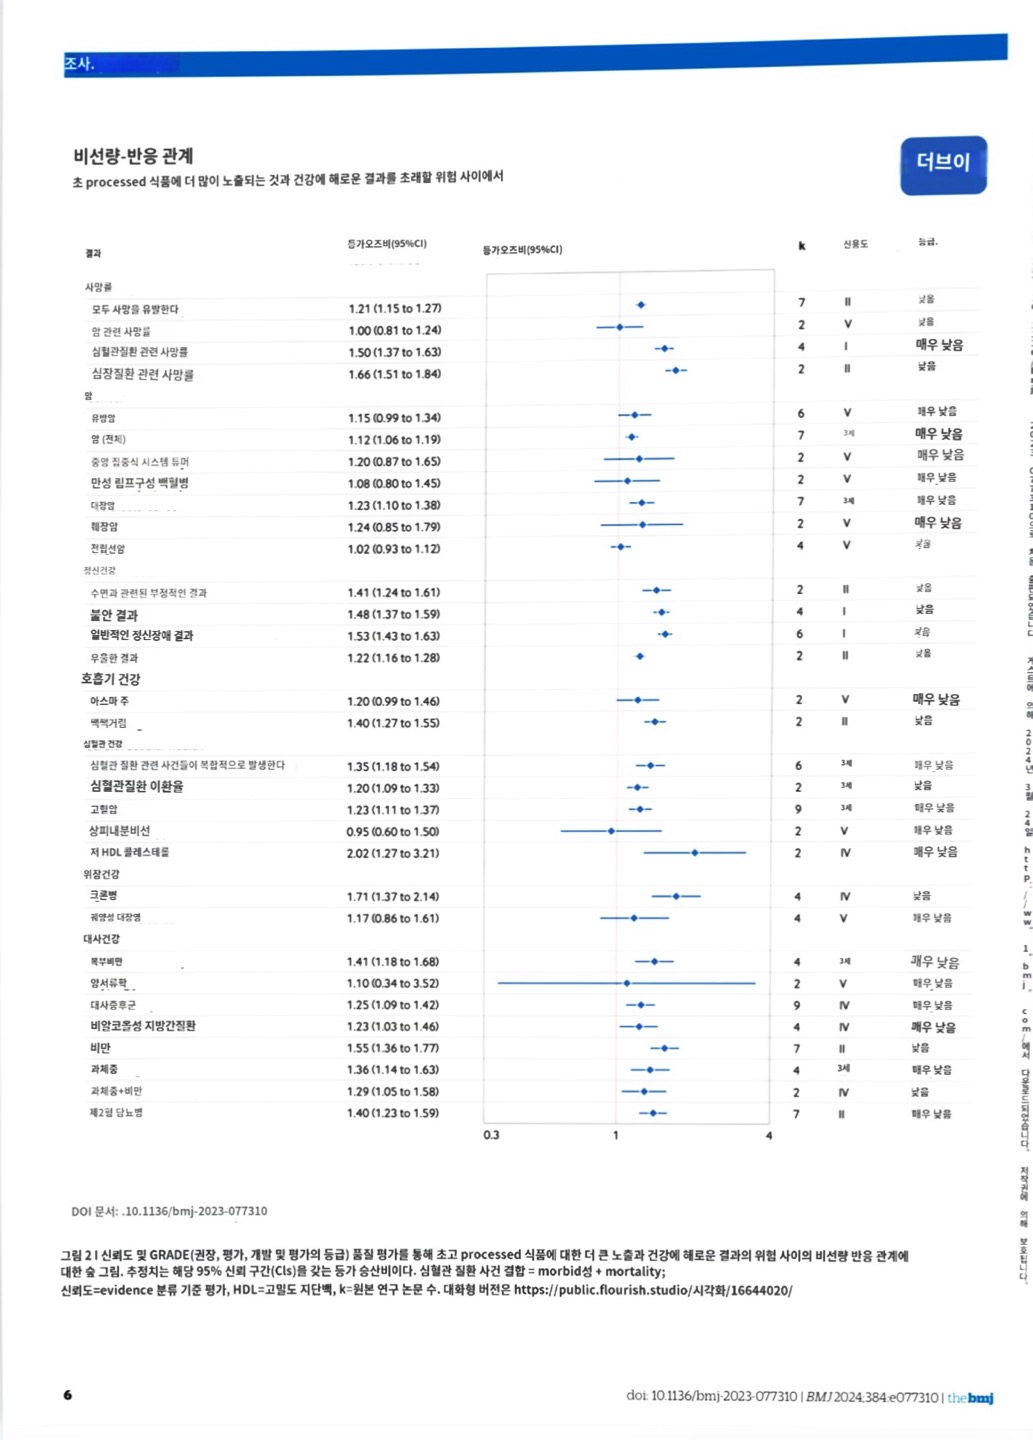 조사.
비선량-반응 관계
초 processed 식품에 더 많이 노출되는 것과 건강에 해로운 결과를 초래할 위험 사이에서
더브이
결과 등가오즈비(95%CI) 등가오즈비(95%CI) k 신용도 등급.
사망률
모두 사망을 유발한다 1.21 (1.15 to 1.27) 7 II 낮음
암 관련 사망률 1.00 (0.81 to 1.24) 2 V 낮음
심혈관질환 관련 사망률 1.50 (1.37 to 1.63) 4 I 매우 낮음
심장질환 관련 사망률 1.66 (1.51 to 1.84) 2 II 낮음
암
유방암 1.15 (0.99 to 1.34) 6 V 매우 낮음
암 (전체) 1.12 (1.06 to 1.19) 7 3세 매우 낮음
중앙 집중식 시스템 튜머 1.20 (0.87 to 1.65) 2 V 매우 낮음
만성 림프구성 백혈병 1.08 (0.80 to 1.45) 2 V 매우 낮음
대장암 1.23 (1.10 to 1.38) 7 3세 매우 낮음
췌장암 1.24 (0.85 to 1.79) 2 V 매우 낮음
전립선암 1.02 (0.93 to 1.12) 4 V 낮음
정신건강
수면과 관련된 부정적인 결과 1.41 (1.24 to 1.61) 2 II 낮음
불안 결과 1.48 (1.37 to 1.59) 4 I 낮음
일반적인 정신장애 결과 1.53 (1.43 to 1.63) 6 I 낮음
우울한 결과 1.22 (1.16 to 1.28) 2 II 낮음
호흡기 건강
아스마 주 1.20 (0.99 to 1.46) 2 V 매우 낮음
쌕쌕거림 1.40 (1.27 to 1.55) 2 II 낮음
심혈관 건강
심혈관 질환 관련 사건들이 복합적으로 발생한다 1.35 (1.18 to 1.54) 6 3세 매우 낮음
심혈관질환 이환율 1.20 (1.09 to 1.33) 2 3세 낮음
고혈압 1.23 (1.11 to 1.37) 9 3세 매우 낮음
상피내분비선 0.95 (0.60 to 1.50) 2 V 매우 낮음
저 HDL 콜레스테롤 2.02 (1.27 to 3.21) 2 IV 매우 낮음
위장건강
크론병 1.71 (1.37 to 2.14) 4 IV 낮음
궤양성 대장염 1.17 (0.86 to 1.61) 4 V 매우 낮음
대사건강
복부비만 1.41 (1.18 to 1.68) 4 3세 매우 낮음
양서류학 1.10 (0.34 to 3.52) 2 V 매우 낮음
대사증후군 1.25 (1.09 to 1.42) 9 IV 매우 낮음
비알코올성 지방간질환 1.23 (1.03 to 1.46) 4 IV 매우 낮음
비만 1.55 (1.36 to 1.77) 7 II 낮음
과체중 1.36 (1.14 to 1.63) 4 3세 매우 낮음
과체중+비만 1.29 (1.05 to 1.58) 2 IV 낮음
제2형 당뇨병 1.40 (1.23 to 1.59) 7 II 매우 낮음
0.3 1 4
DOI 문서: .10.1136/bmj-2023-077310
그림 2 I 신뢰도 및 GRADE(권장, 평가, 개발 및 평가의 등급) 품질 평가를 통해 초고 processed 식품에 대한 더 큰 노출과 건강에 해로운 결과의 위험 사이의 비선량 반응 관계에
대한 숲 그림. 추정치는 해당 95% 신뢰 구간(CIs)을 갖는 등가 승산비이다. 심혈관 질환 사건 결합 = morbid성 + mortality;
신뢰도=evidence 분류 기준 평가, HDL=고밀도 지단백, k=원본 연구 논문 수. 대화형 버전은 https://public.flourish.studio/시각화/16644020/
6
doi: 10.1136/bmj-2023-077310 | BMJ 2024;384:e077310 | thebmj